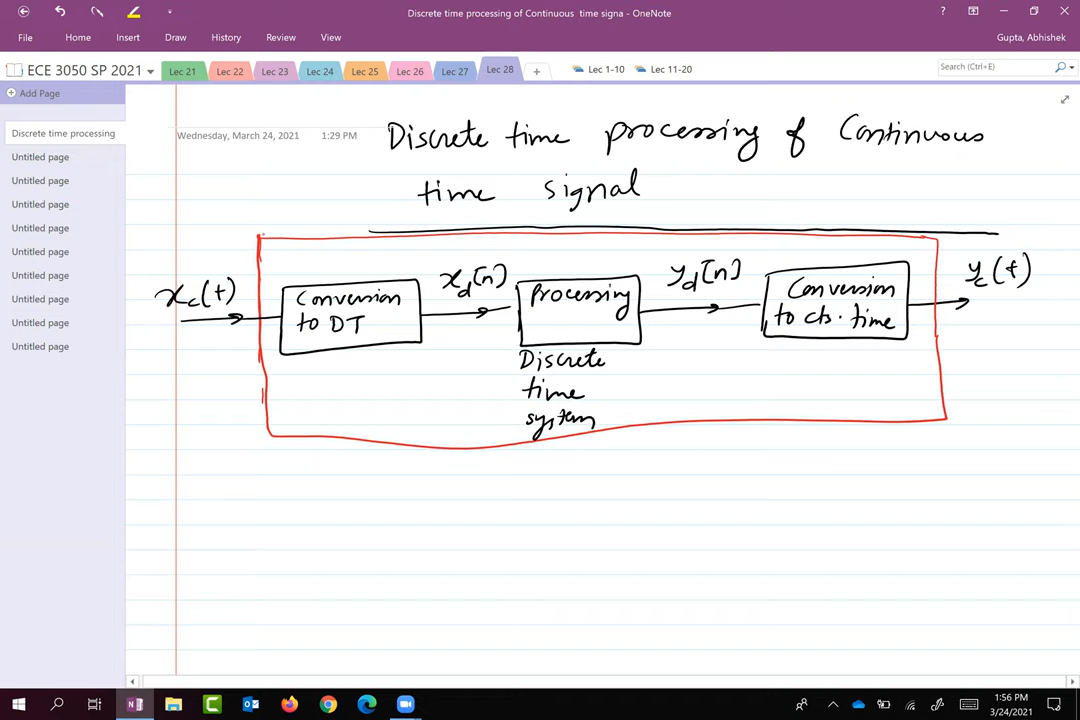 Discrete time processing of Continuous time signa - OneNote
?
File
Home
Insert
Draw
History
Review
View
Gupta, Abhishek
ECE 3050 SP 2021
Lec 21
Lec 22
Lec 23
Lec 24
Lec 25
Lec 26
Lec 27
Lec 28
Lec 1-10
Lec 11-20
Search (Ctrl+E)
Add Page
Discrete time processing
Untitled page
Untitled page
Untitled page
Untitled page
Untitled page
Untitled page
Untitled page
Untitled page
Untitled page
Wednesday, March 24, 2021
1:29 PM
Discrete time processing of Continuous
time signal
x_c(t)
Conversion
to DT
x_d[n]
Processing
Discrete
time
system
y_d[n]
Conversion
to cts. time
y_c(t)
1:56 PM
3/24/2021